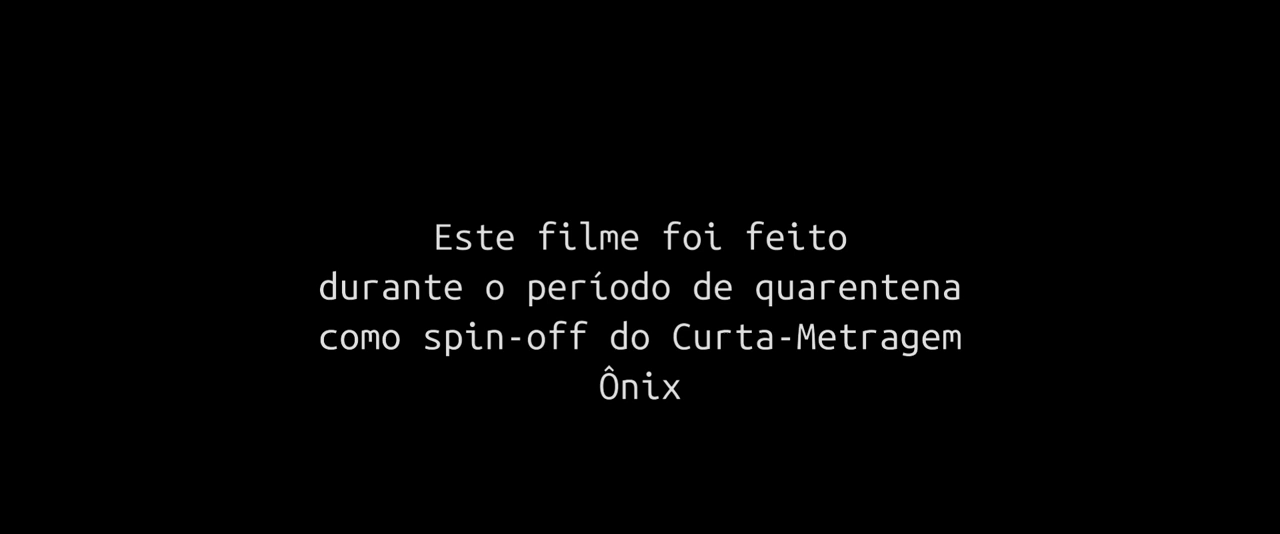 Este filme foi feito
durante o período de quarentena
como spin-off do Curta-Metragem
Ônix